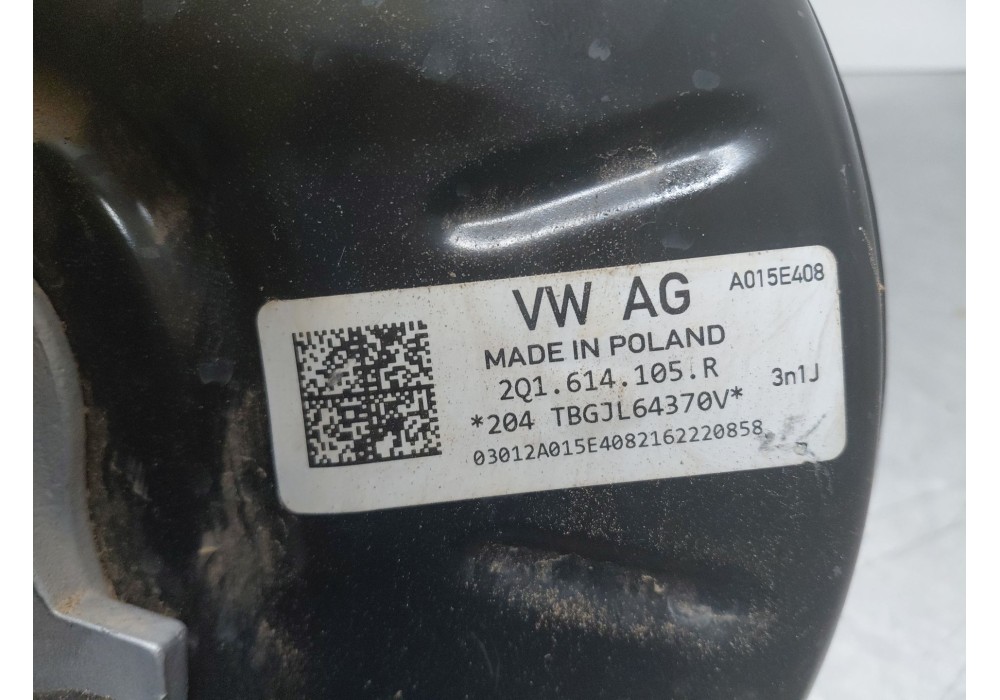 VW AG A015E408
MADE IN POLAND
2Q1.614.105.R 3n1J
*204 TBGJL64370V*
03012A015E4082162220858